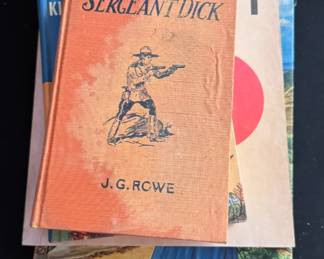 SERGEANT DICK
J. G. ROWE